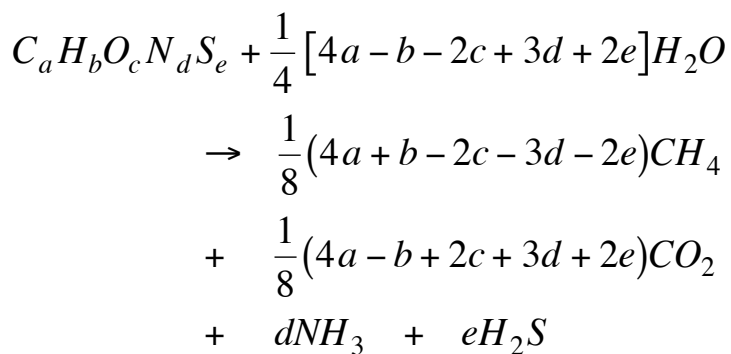 CₐH_bO_cN_dS_e + 1/4 [4a − b − 2c + 3d + 2e]H₂O
→ 1/8 (4a + b − 2c − 3d − 2e)CH₄
+ 1/8 (4a − b + 2c + 3d + 2e)CO₂
+ dNH₃ + eH₂S